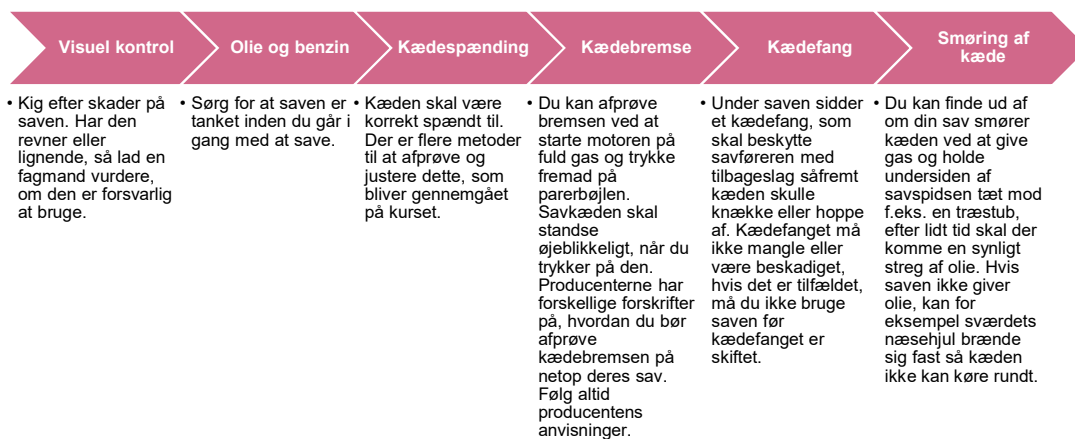 Visuel kontrol
• Kig efter skader på
saven. Har den
revner eller
lignende, så lad en
fagmand vurdere,
om den er forsvarlig
at bruge.
Olie og benzin
• Sørg for at saven er
tanket inden du går i
gang med at save.
Kædespænding
• Kæden skal være
korrekt spændt til.
Der er flere metoder
til at afprøve og
justere dette, som
bliver gennemgået
på kurset.
Kædebremse
• Du kan afprøve
bremsen ved at
starte motoren på
fuld gas og trykke
fremad på
parerbøjlen.
Savkæden skal
standse
øjeblikkeligt, når du
trykker på den.
Producenterne har
forskellige forskrifter
på, hvordan du bør
afprøve
kædebremsen på
netop deres sav.
Følg altid
producentens
anvisninger.
Kædefang
• Under saven sidder
et kædefang, som
skal beskytte
savføreren med
tilbageslag såfremt
kæden skulle
knække eller hoppe
af. Kædefanget må
ikke mangle eller
være beskadiget,
hvis det er tilfældet,
må du ikke bruge
saven før
kædefanget er
skiftet.
Smøring af
kæde
• Du kan finde ud af
om din sav smører
kæden ved at give
gas og holde
undersiden af
savspidsen tæt mod
f.eks. en træstub,
efter lidt tid skal der
komme en synligt
streg af olie. Hvis
saven ikke giver
olie, kan for
eksempel sværdets
næsehjul brænde
sig fast så kæden
ikke kan køre rundt.